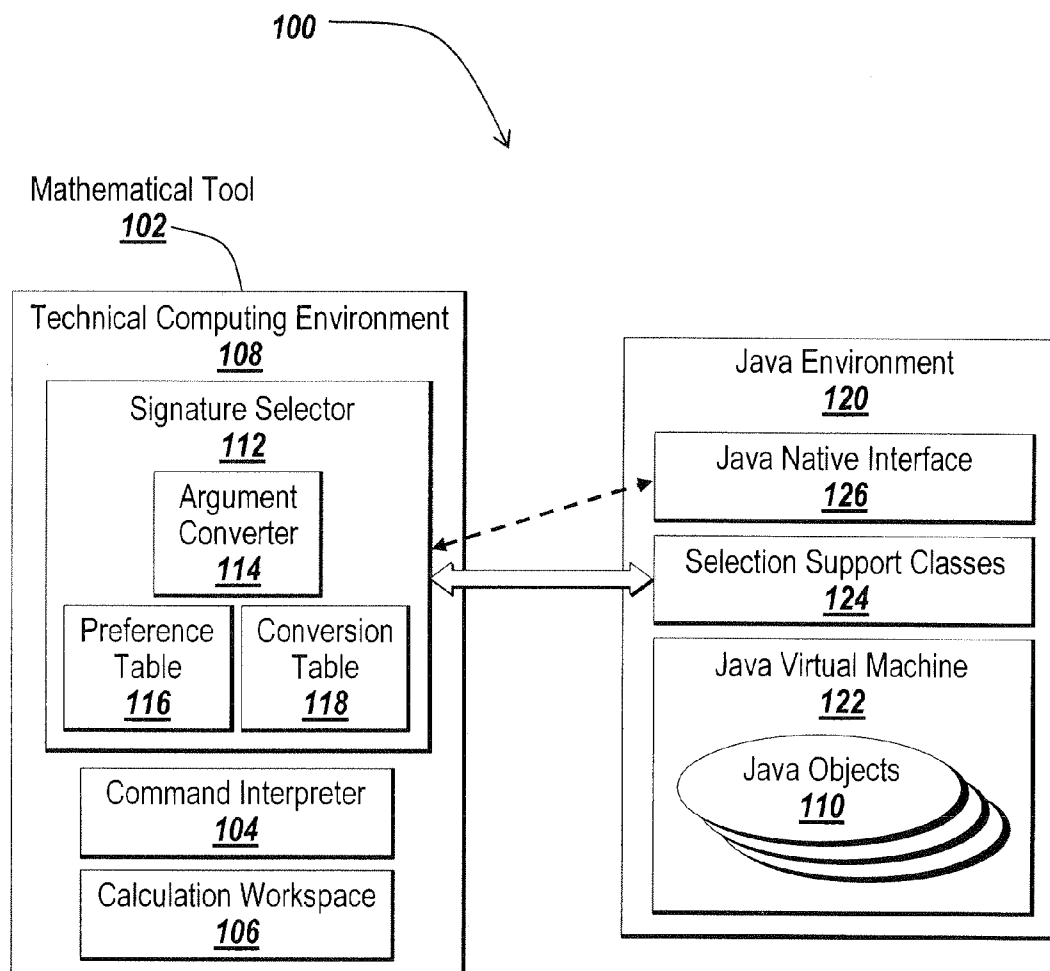 100
Mathematical Tool
102
Technical Computing Environment
108
Signature Selector
112
Argument
Converter
114
Preference
Table
116
Conversion
Table
118
Command Interpreter
104
Calculation Workspace
106
Java Environment
120
Java Native Interface
126
Selection Support Classes
124
Java Virtual Machine
122
Java Objects
110